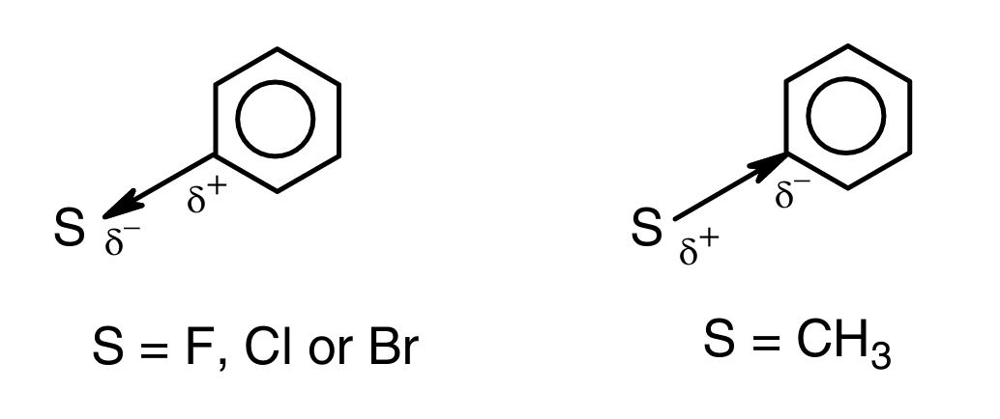 δ⁺
δ⁻
S
S = F, Cl or Br
δ⁻
S
δ⁺
S = CH₃